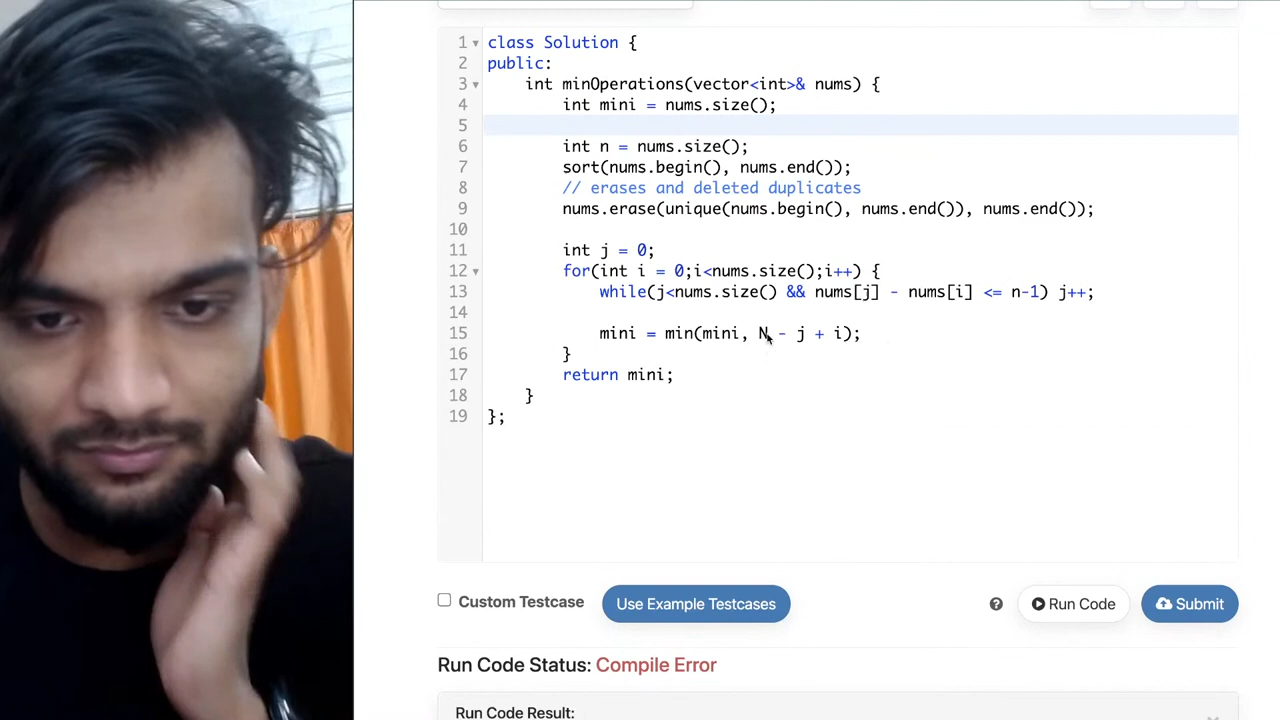 1 class Solution {
2 public:
3 int minOperations(vector<int>& nums) {
4 int mini = nums.size();
5
6 int n = nums.size();
7 sort(nums.begin(), nums.end());
8 // erases and deleted duplicates
9 nums.erase(unique(nums.begin(), nums.end()), nums.end());
10
11 int j = 0;
12 for(int i = 0;i<nums.size();i++) {
13 while(j<nums.size() && nums[j] - nums[i] <= n-1) j++;
14
15 mini = min(mini, N - j + i);
16 }
17 return mini;
18 }
19 };
Custom Testcase Use Example Testcases ? Run Code Submit
Run Code Status: Compile Error
Run Code Result: